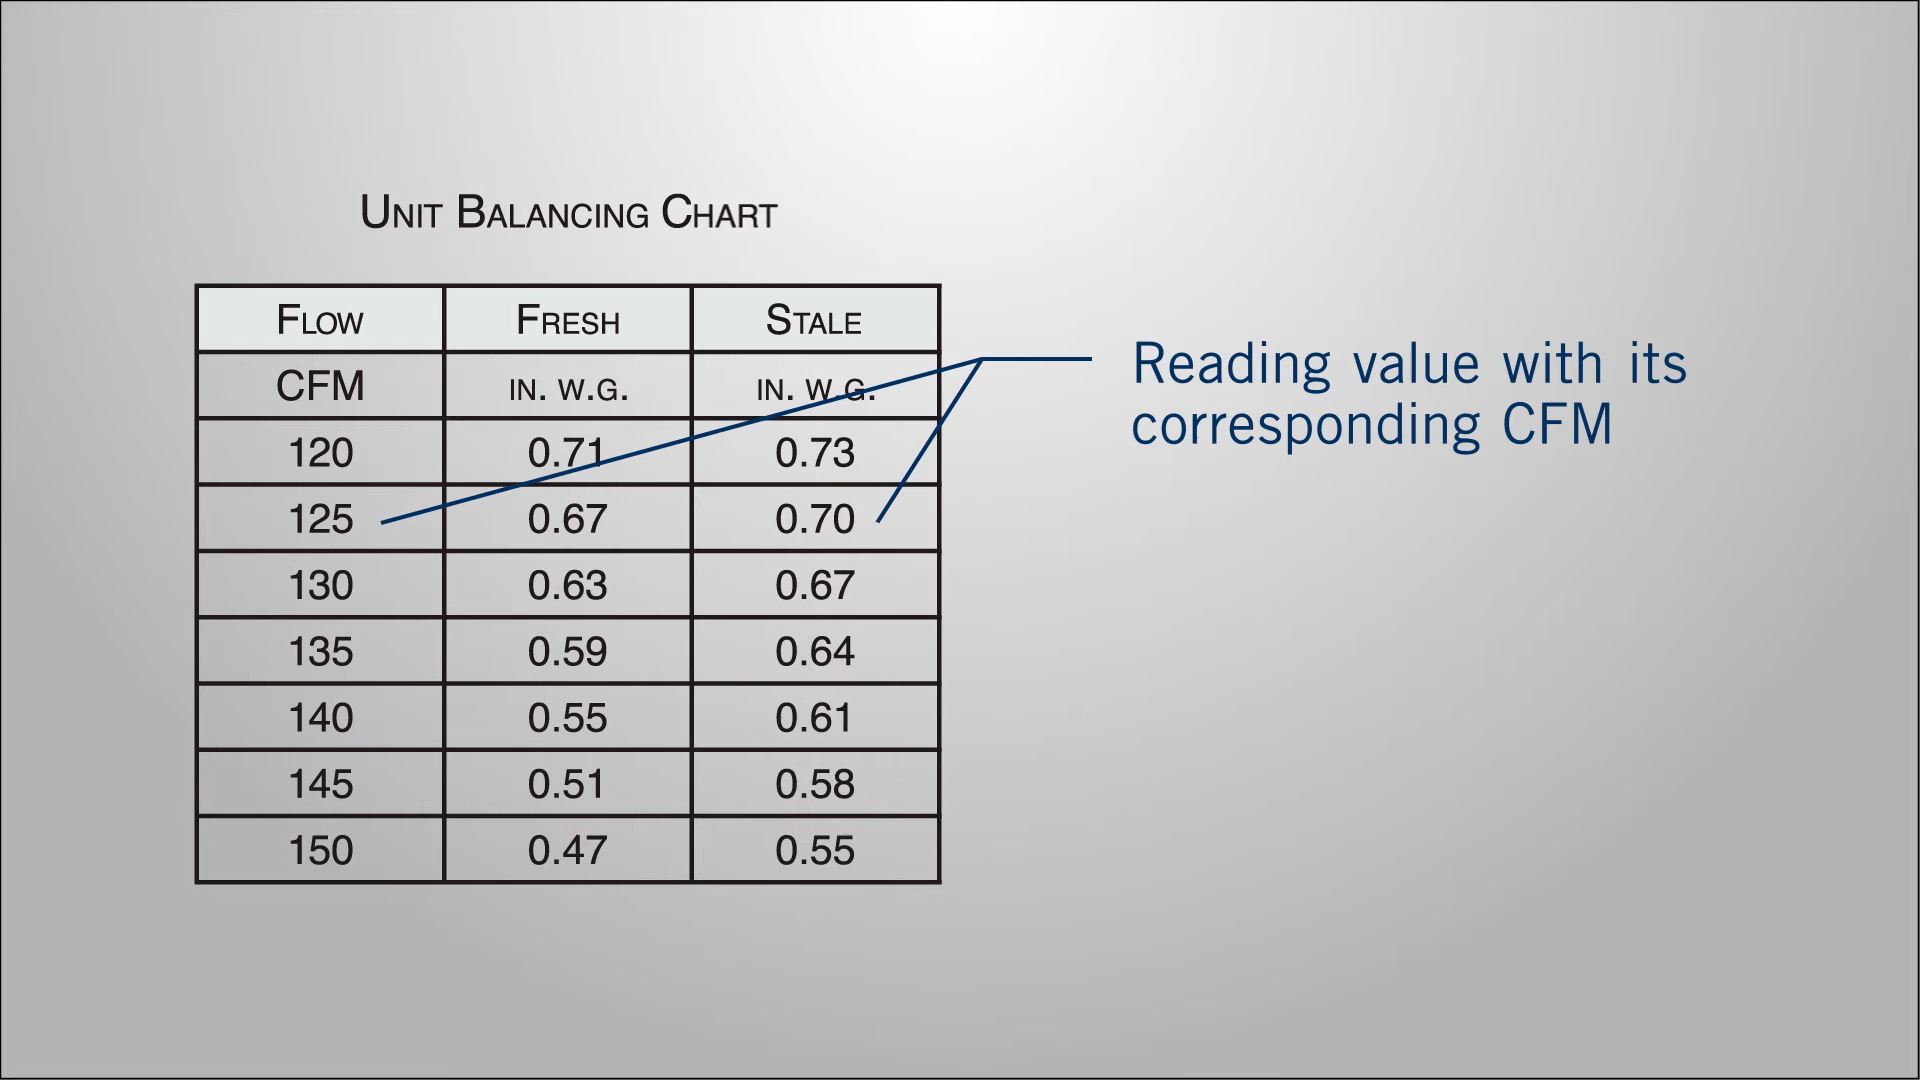 Unit Balancing Chart
Flow Fresh Stale
CFM in. w.g. in. w.g.
120 0.71 0.73
125 0.67 0.70
130 0.63 0.67
135 0.59 0.64
140 0.55 0.61
145 0.51 0.58
150 0.47 0.55
Reading value with its
corresponding CFM